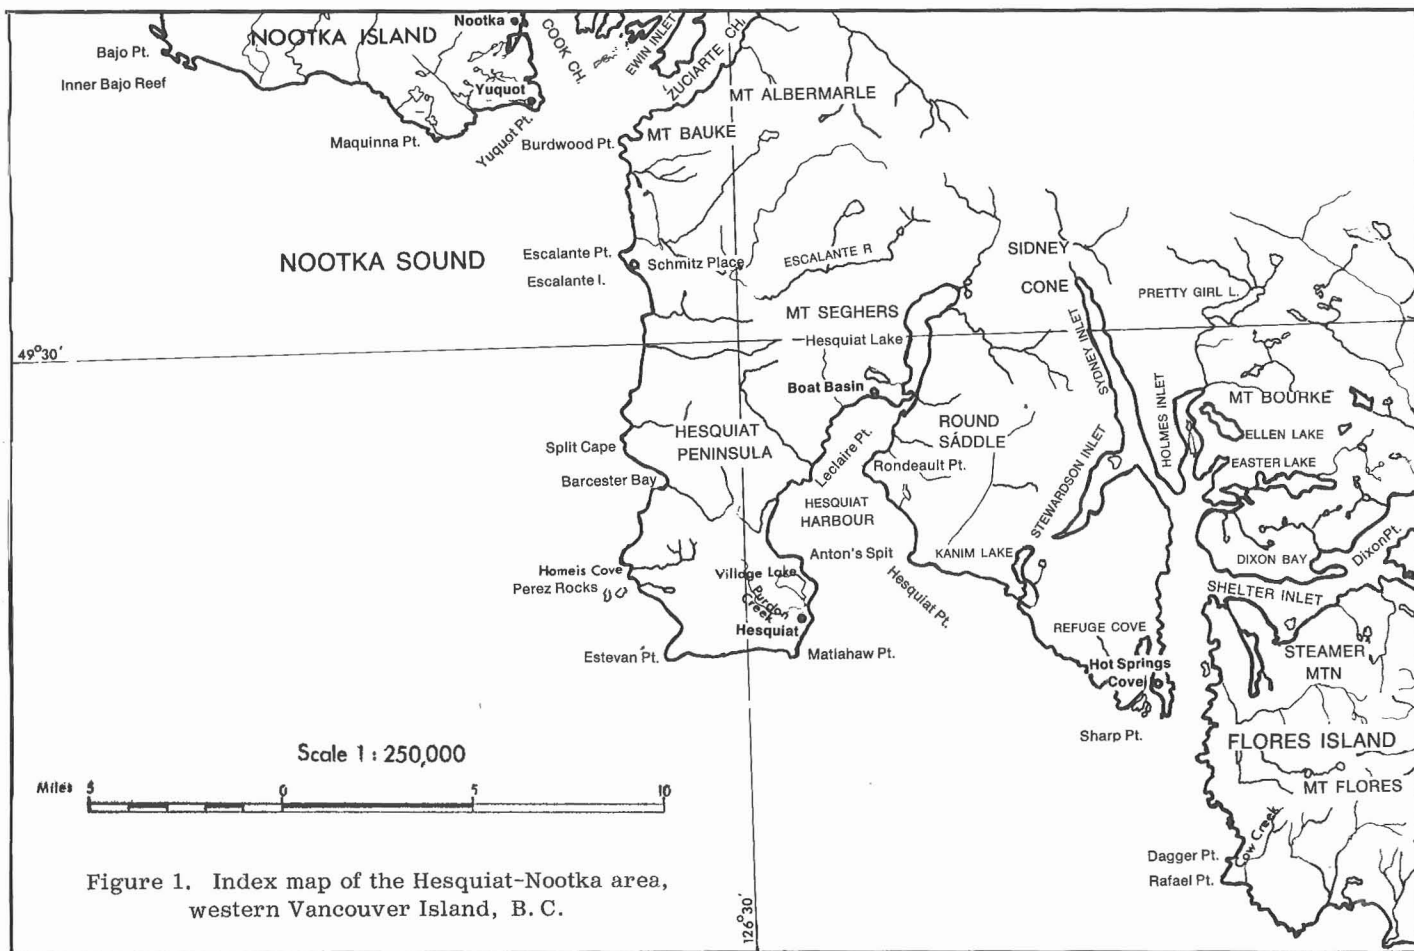 Nootka
NOOTKA ISLAND
COOK CH.
EWIN INLET
ZUCIARTE CH.
Bajo Pt.
Inner Bajo Reef
Yuquot
MT ALBERMARLE
Maquinna Pt.
Yuquot Pt.
Burdwood Pt.
MT BAUKE
NOOTKA SOUND
Escalante Pt.
Schmitz Place
ESCALANTE R
Escalante I.
SIDNEY
CONE
PRETTY GIRL L.
MT SEGHERS
49°30'
Hesquiat Lake
SYDNEY INLET
Boat Basin
HOLMES INLET
MT BOURKE
HESQUIAT
PENINSULA
ROUND
SÁDDLE
ELLEN LAKE
Split Cape
Leclaire Pt.
Rondeault Pt.
STEWARDSON INLET
EASTER LAKE
Barcester Bay
HESQUIAT
HARBOUR
Anton's Spit
KANIM LAKE
DIXON BAY
Dixon Pt.
Homeis Cove
Perez Rocks
Village Lake
Purdon
Creek
Hesquiat Pt.
SHELTER INLET
Hesquiat
REFUGE COVE
Estevan Pt.
Matlahaw Pt.
Hot Springs
Cove
STEAMER
MTN
Sharp Pt.
FLORES ISLAND
MT FLORES
Scale 1 : 250,000
Miles 5 0 5 10
Cow Creek
Dagger Pt.
Rafael Pt.
Figure 1. Index map of the Hesquiat-Nootka area,
western Vancouver Island, B. C.
126°30'